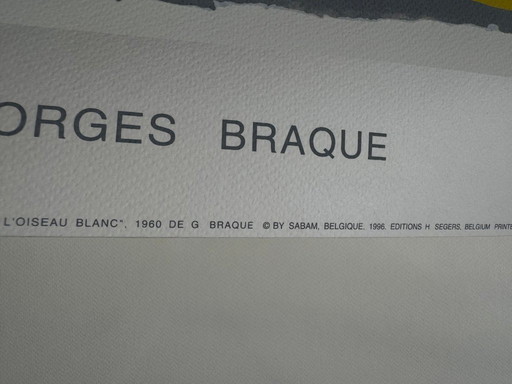 ORGES BRAQUE
L'OISEAU BLANC", 1960 DE G BRAQUE © BY SABAM, BELGIQUE, 1996. EDITIONS H. SEGERS, BELGIUM PRINTE